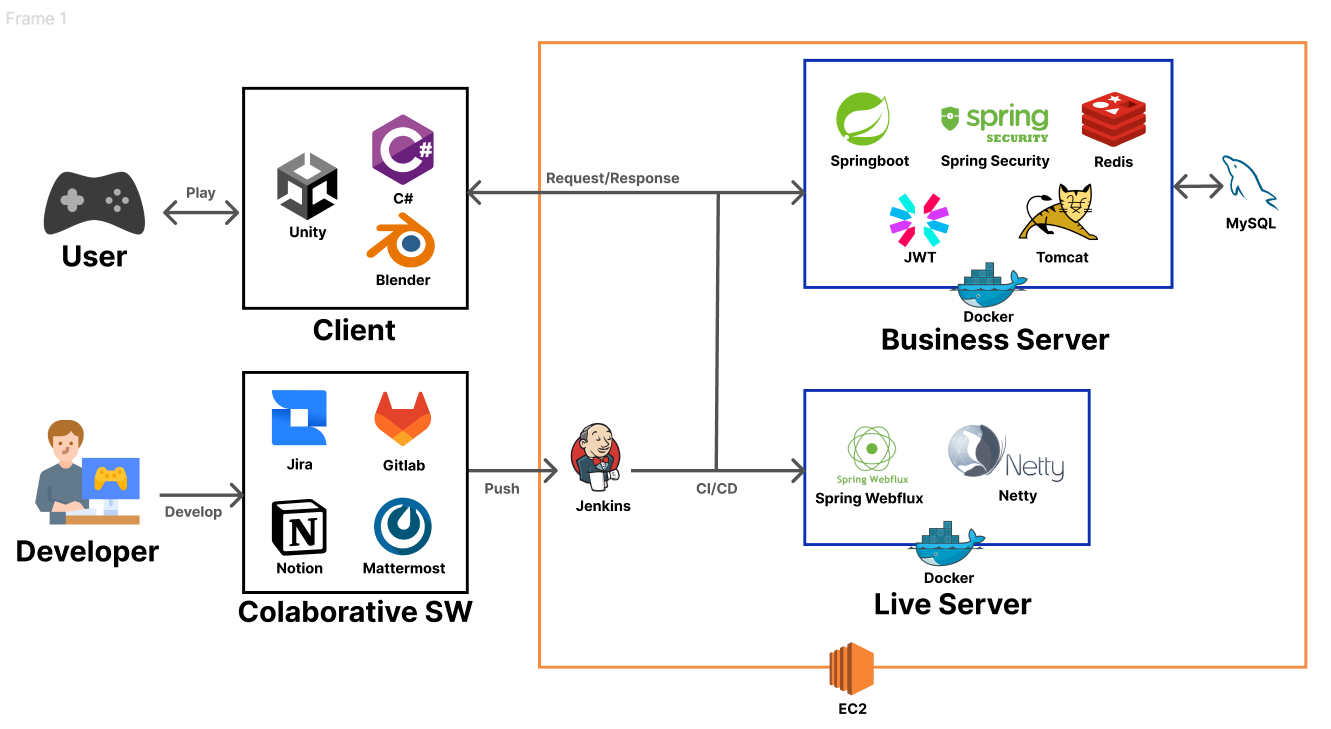 Frame 1
Play
User
Unity
C#
Blender
Client
Request/Response
Springboot
spring
SECURITY
Spring Security
Redis
JWT
Tomcat
Docker
Business Server
MySQL
Develop
Developer
Jira
Gitlab
N
Notion
Mattermost
Colaborative SW
Push
Jenkins
CI/CD
Spring Webflux
Spring Webflux
Netty
Netty
Docker
Live Server
EC2